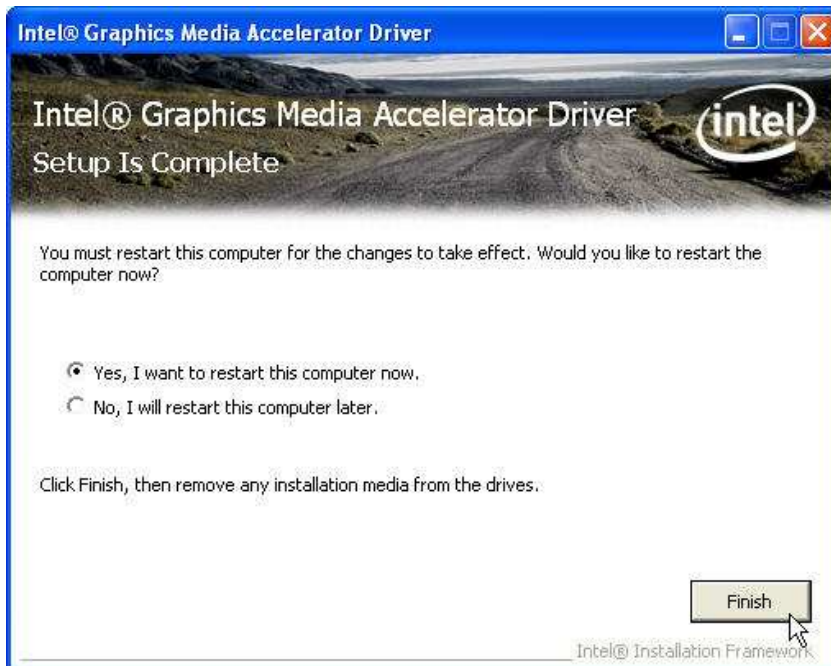 Intel® Graphics Media Accelerator Driver
Intel® Graphics Media Accelerator Driver
intel
Setup Is Complete
You must restart this computer for the changes to take effect. Would you like to restart the
computer now?
Yes, I want to restart this computer now.
No, I will restart this computer later.
Click Finish, then remove any installation media from the drives.
Finish
Intel® Installation Framework